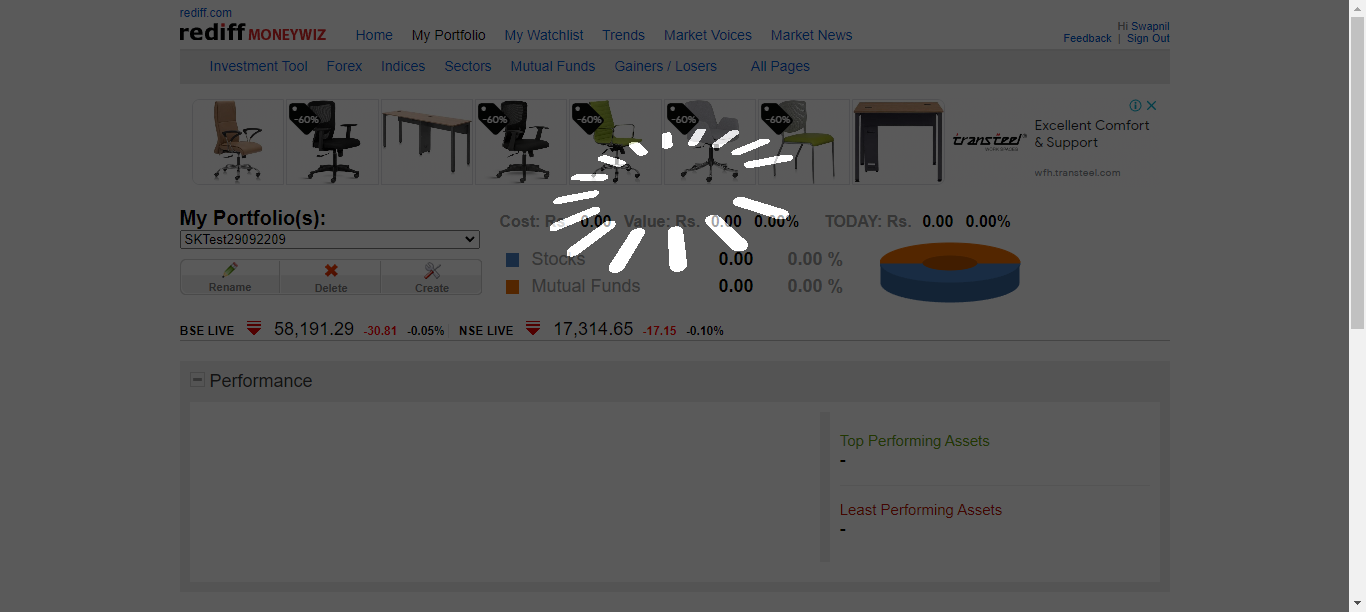 rediff.com
rediff MONEYWIZ
Home My Portfolio My Watchlist Trends Market Voices Market News
Hi Swapnil
Feedback | Sign Out
Investment Tool Forex Indices Sectors Mutual Funds Gainers / Losers All Pages
-60% -60% -60% -60% -60%
transteel
Excellent Comfort
& Support
wfh.transteel.com
My Portfolio(s):
SKTest29092209
Rename Delete Create
Cost: Rs. 0.00 Value: Rs. 0.00 0.00% TODAY: Rs. 0.00 0.00%
Stocks 0.00 0.00 %
Mutual Funds 0.00 0.00 %
BSE LIVE 58,191.29 -30.81 -0.05% NSE LIVE 17,314.65 -17.15 -0.10%
Performance
Top Performing Assets
-
Least Performing Assets
-